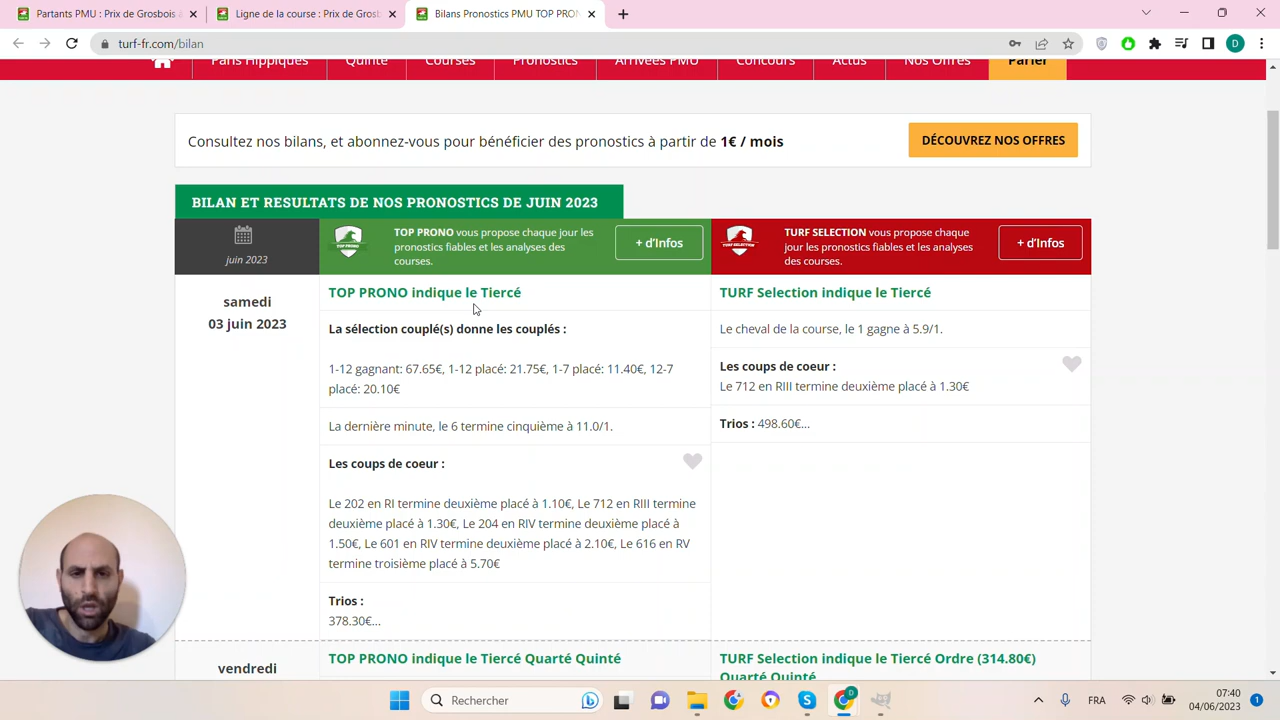 Partants PMU : Prix de Grosbois
Ligne de la course : Prix de Grosb
Bilans Pronostics PMU TOP PRON
turf-fr.com/bilan
Paris Hippiques
Quinté
Courses
Pronostics
Arrivées PMU
Concours
Actus
Nos Offres
Parier
Consultez nos bilans, et abonnez-vous pour bénéficier des pronostics à partir de 1€ / mois
DÉCOUVREZ NOS OFFRES
BILAN ET RESULTATS DE NOS PRONOSTICS DE JUIN 2023
juin 2023
TOP PRONO
TOP PRONO vous propose chaque jour les
pronostics fiables et les analyses des
courses.
+ d'Infos
TURF SELECTION
TURF SELECTION vous propose chaque
jour les pronostics fiables et les analyses
des courses.
+ d'Infos
samedi
03 juin 2023
TOP PRONO indique le Tiercé
La sélection couplé(s) donne les couplés :
1-12 gagnant: 67.65€, 1-12 placé: 21.75€, 1-7 placé: 11.40€, 12-7
placé: 20.10€
La dernière minute, le 6 termine cinquième à 11.0/1.
Les coups de coeur :
Le 202 en RI termine deuxième placé à 1.10€, Le 712 en RIII termine
deuxième placé à 1.30€, Le 204 en RIV termine deuxième placé à
1.50€, Le 601 en RIV termine deuxième placé à 2.10€, Le 616 en RV
termine troisième placé à 5.70€
Trios :
378.30€...
TURF Selection indique le Tiercé
Le cheval de la course, le 1 gagne à 5.9/1.
Les coups de coeur :
Le 712 en RIII termine deuxième placé à 1.30€
Trios : 498.60€...
vendredi
TOP PRONO indique le Tiercé Quarté Quinté
TURF Selection indique le Tiercé Ordre (314.80€)
Quarté Quinté
Rechercher
FRA
07:40
04/06/2023